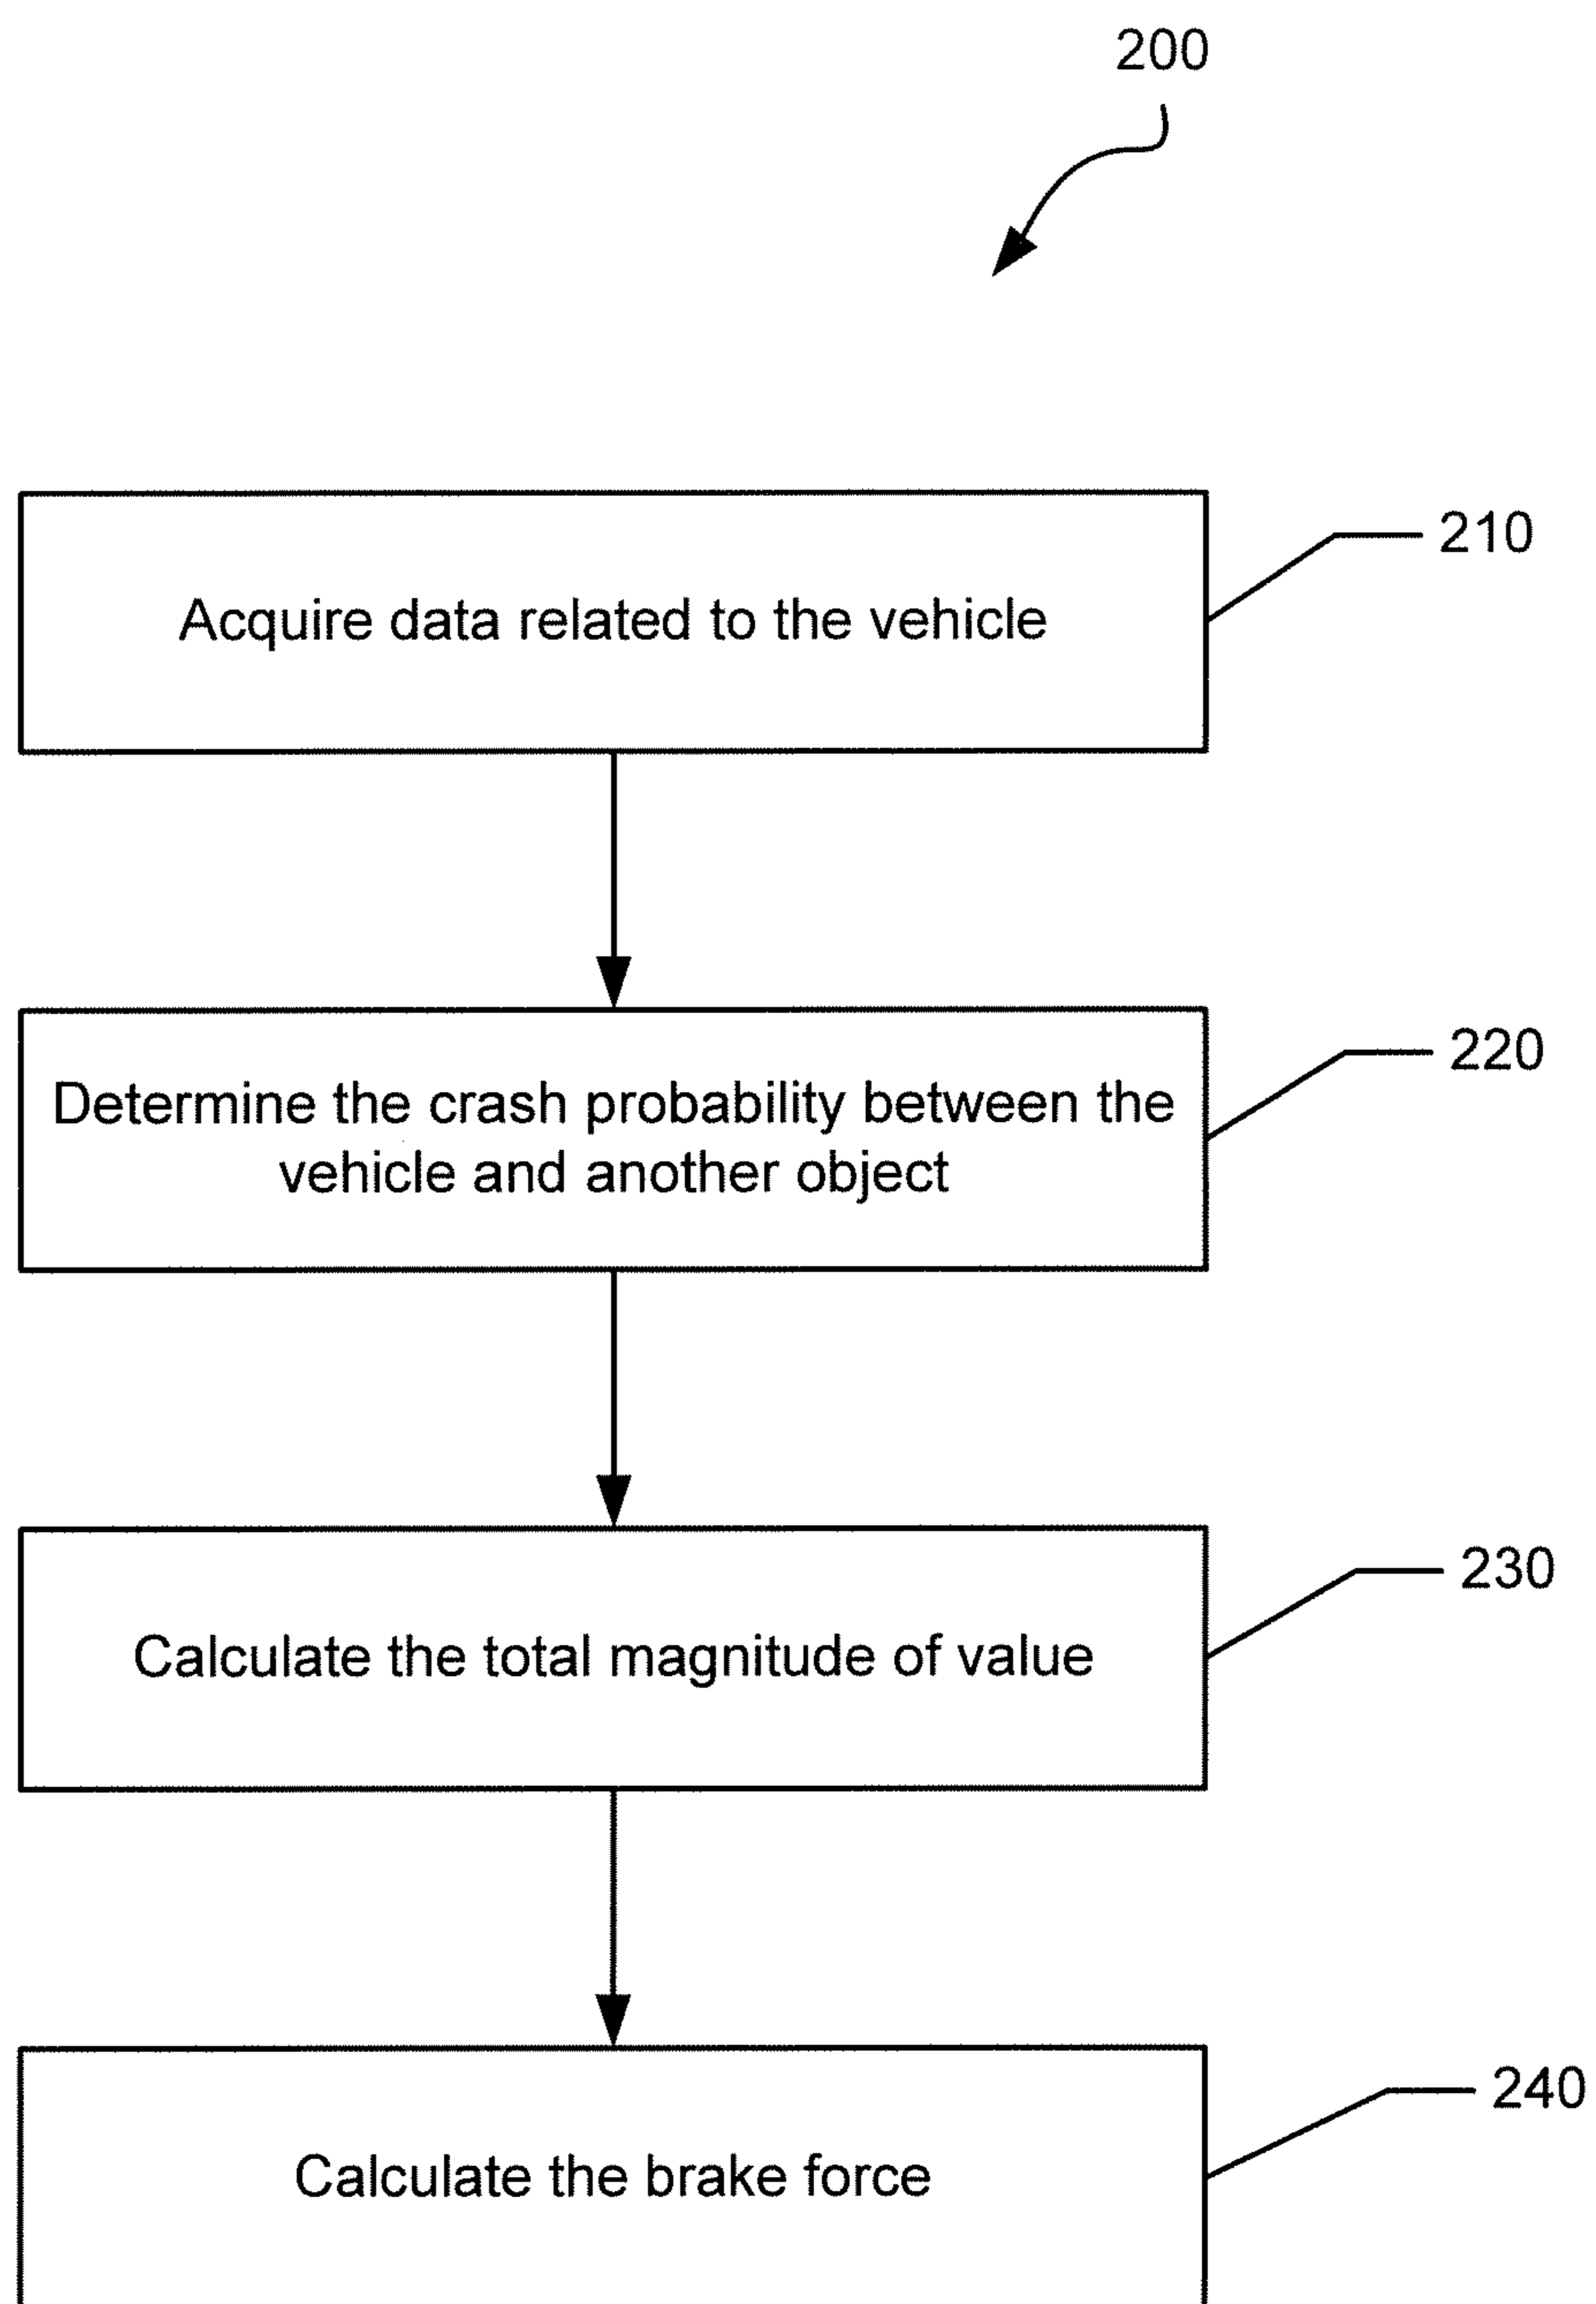 200
Acquire data related to the vehicle
210
Determine the crash probability between the
vehicle and another object
220
Calculate the total magnitude of value
230
Calculate the brake force
240